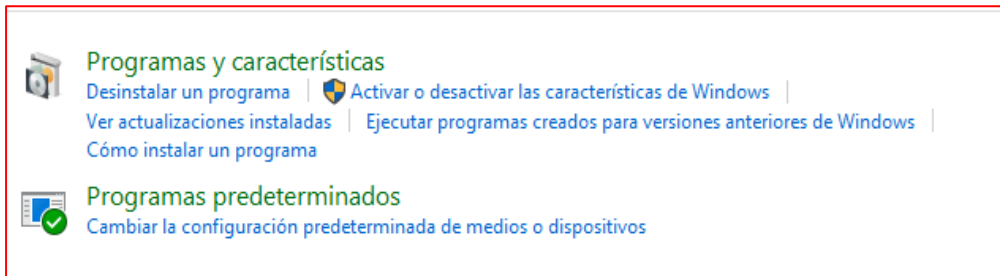 Programas y características
Desinstalar un programa | Activar o desactivar las características de Windows |
Ver actualizaciones instaladas | Ejecutar programas creados para versiones anteriores de Windows |
Cómo instalar un programa
Programas predeterminados
Cambiar la configuración predeterminada de medios o dispositivos